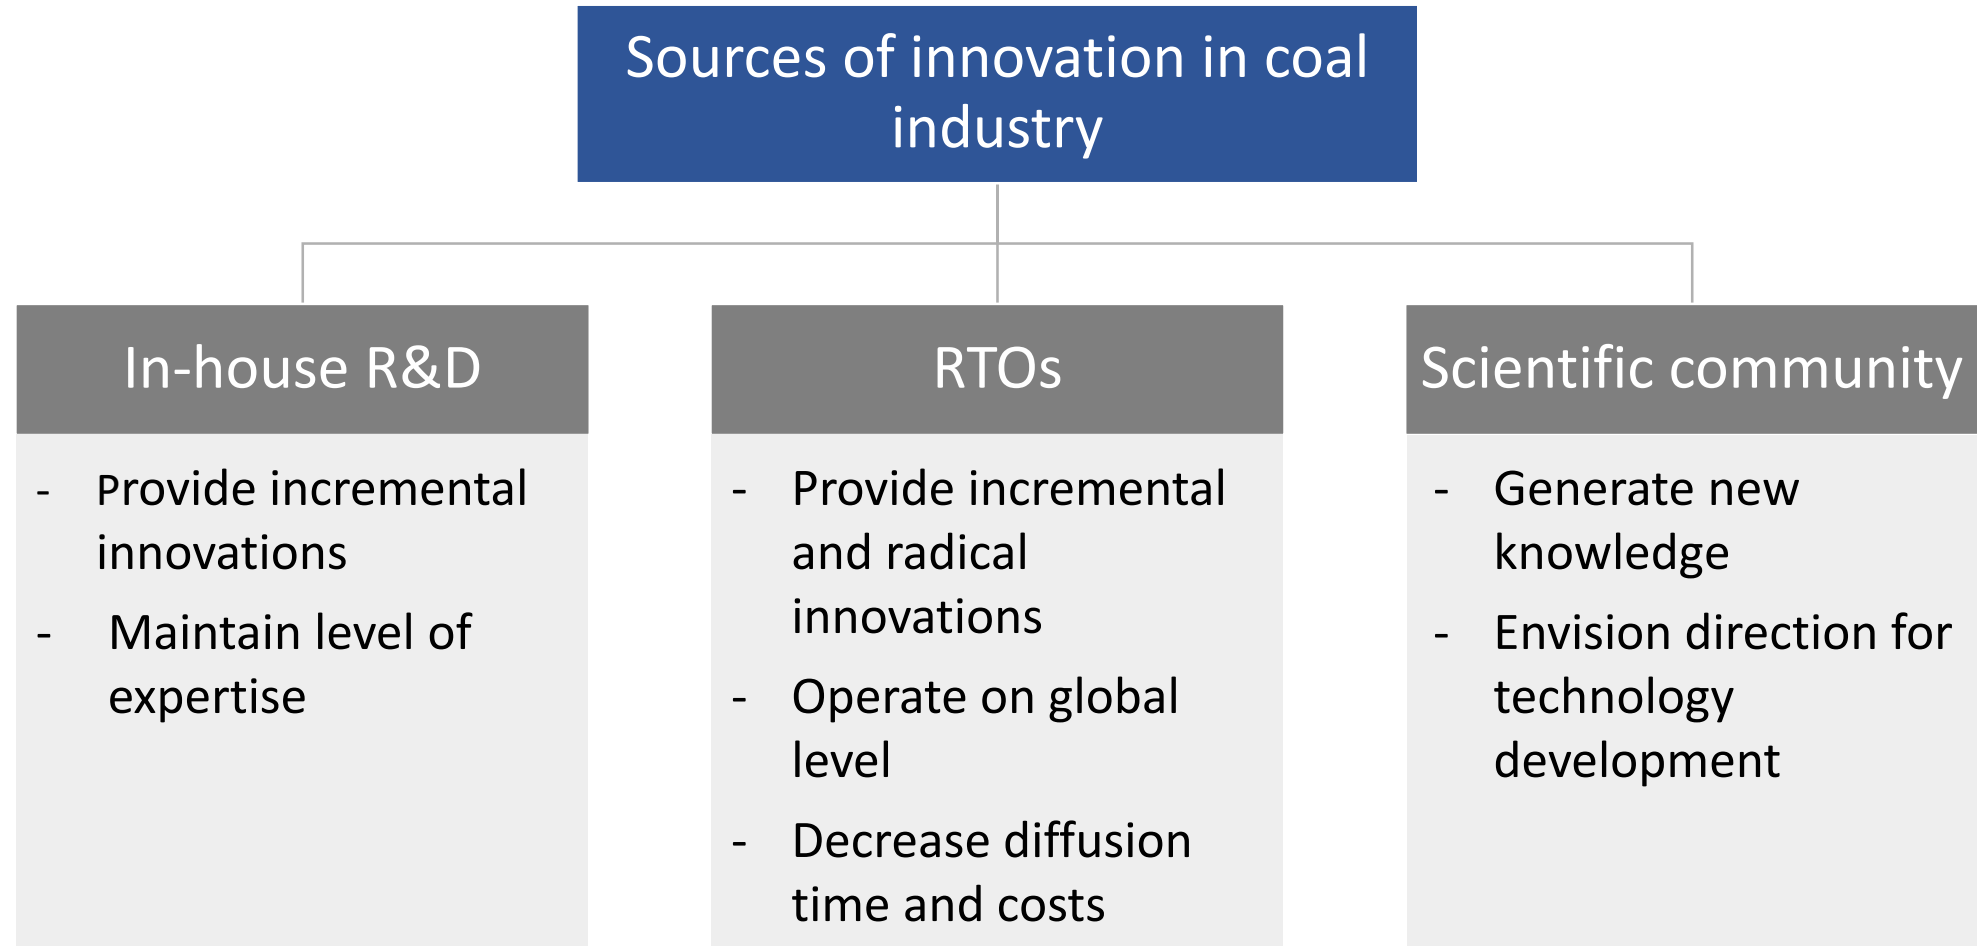 Sources of innovation in coal
industry
In-house R&D
- Provide incremental
innovations
- Maintain level of
expertise
RTOs
- Provide incremental
and radical
innovations
- Operate on global
level
- Decrease diffusion
time and costs
Scientific community
- Generate new
knowledge
- Envision direction for
technology
development